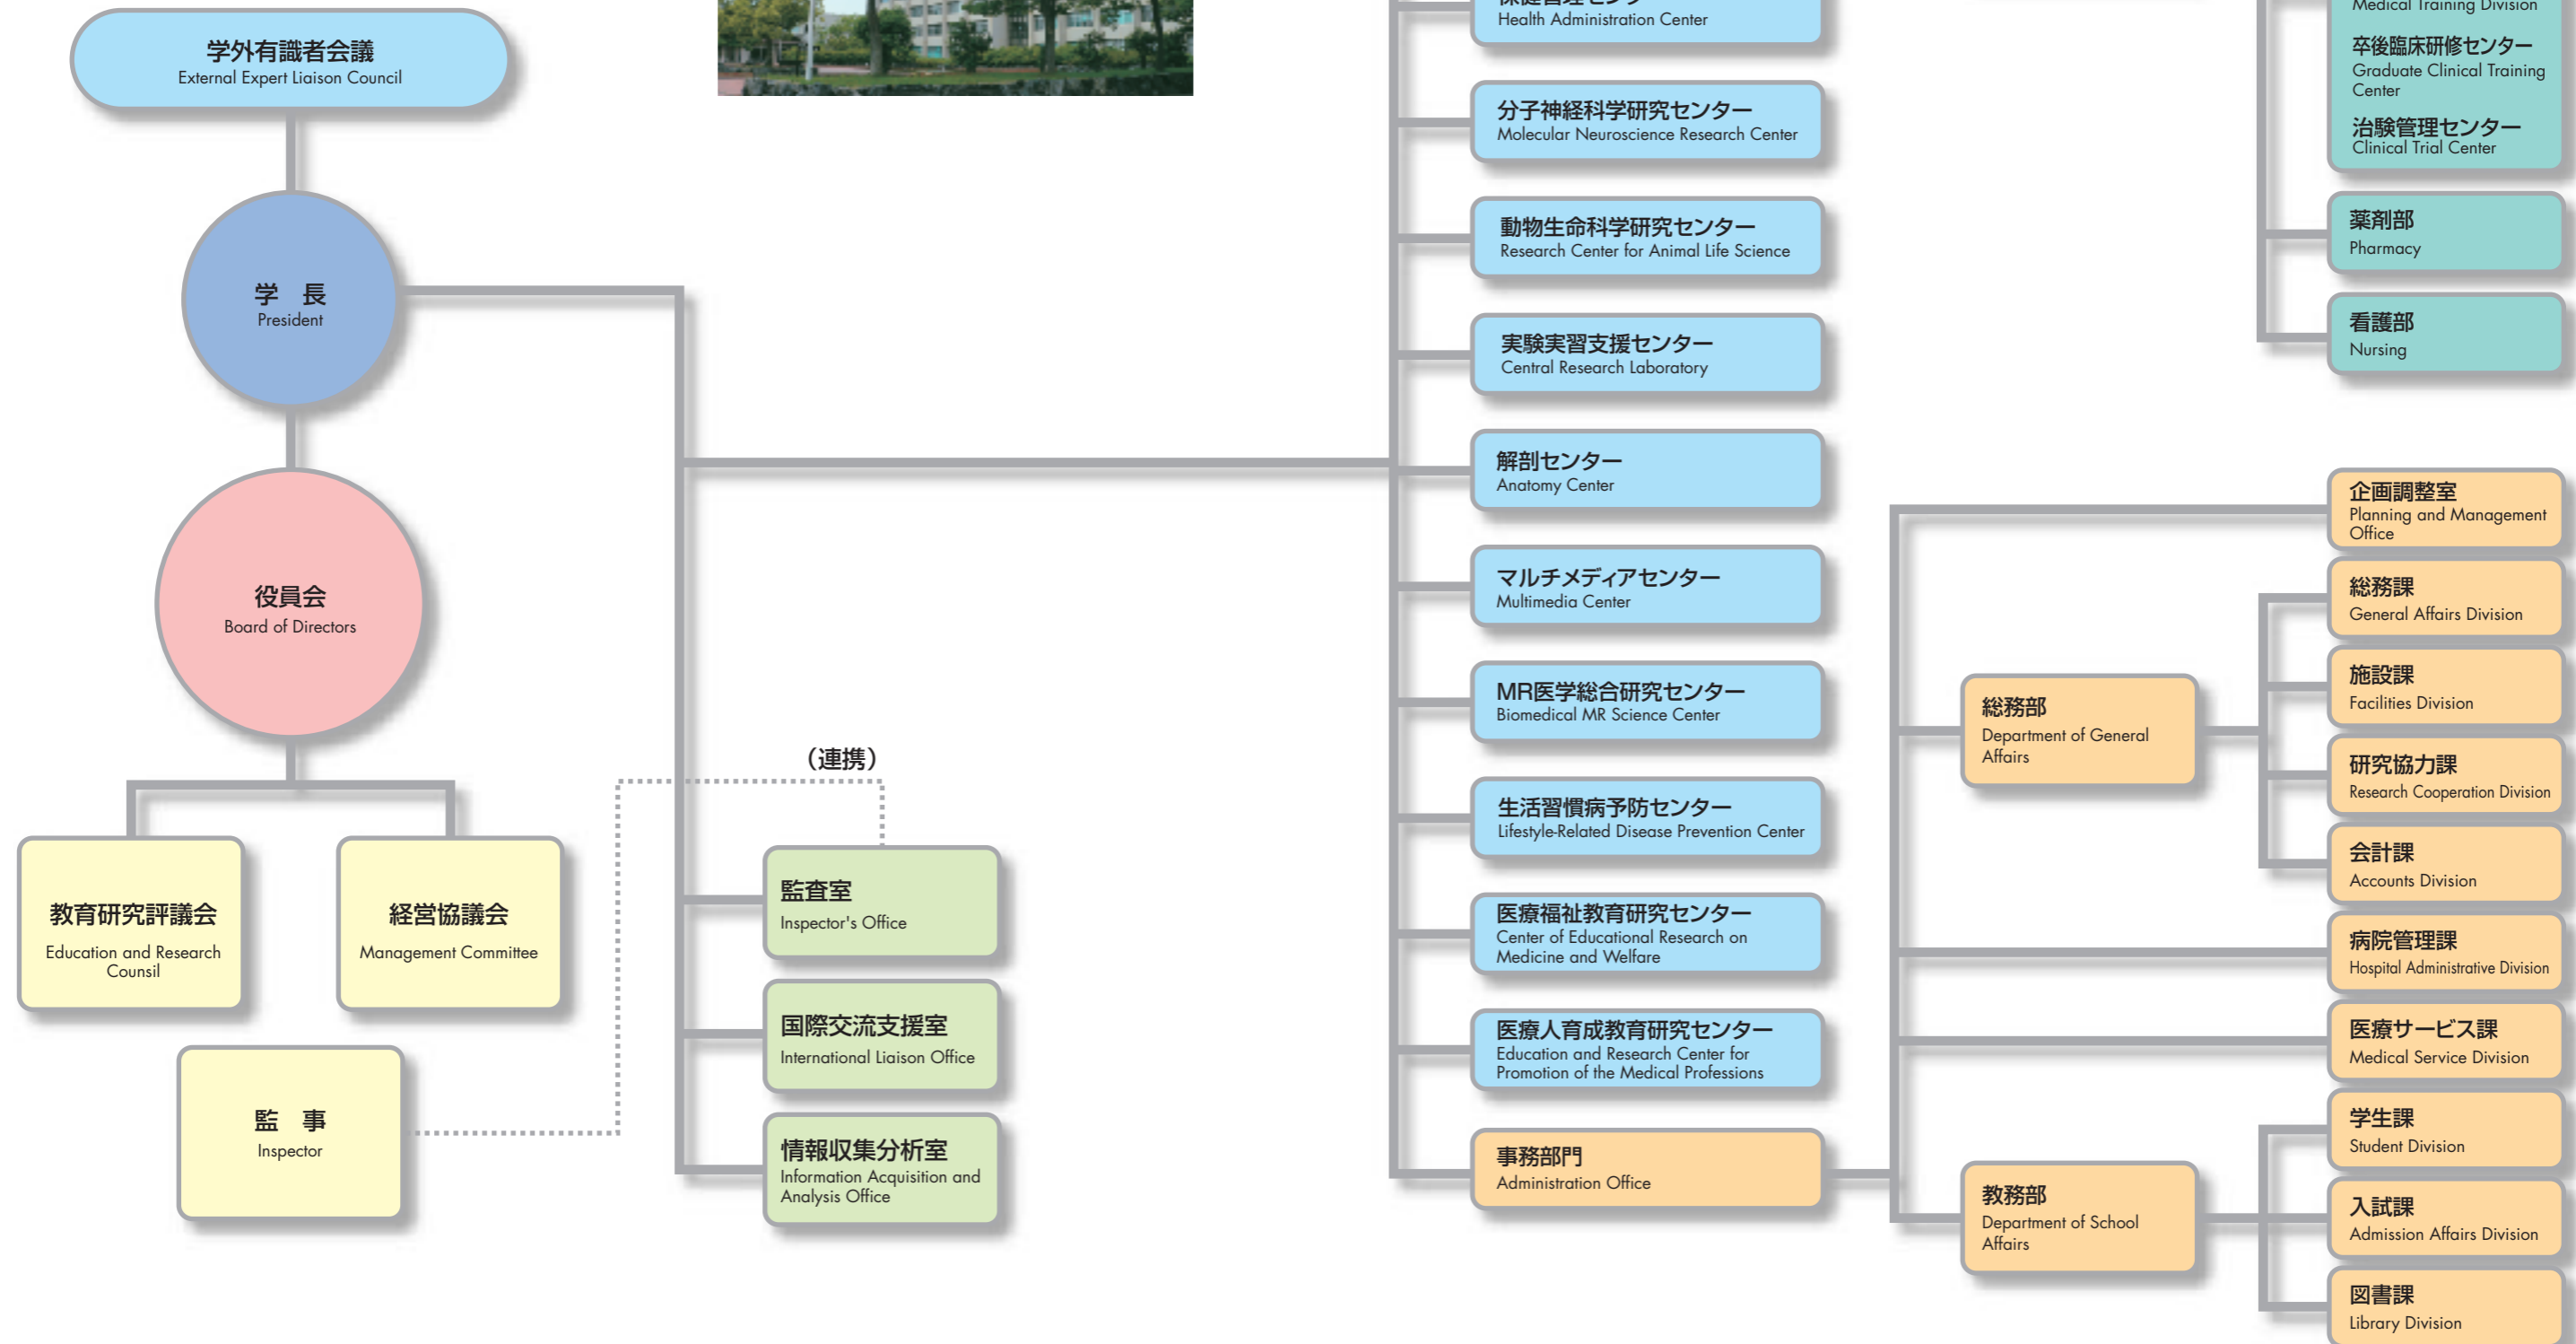 学外有識者会議
External Expert Liaison Council
学 長
President
役員会
Board of Directors
教育研究評議会
Education and Research
Counsil
経営協議会
Management Committee
監 事
Inspector
（連携）
監査室
Inspector's Office
国際交流支援室
International Liaison Office
情報収集分析室
Information Acquisition and
Analysis Office
Health Administration Center
分子神経科学研究センター
Molecular Neuroscience Research Center
動物生命科学研究センター
Research Center for Animal Life Science
実験実習支援センター
Central Research Laboratory
解剖センター
Anatomy Center
マルチメディアセンター
Multimedia Center
MR医学総合研究センター
Biomedical MR Science Center
生活習慣病予防センター
Lifestyle-Related Disease Prevention Center
医療福祉教育研究センター
Center of Educational Research on
Medicine and Welfare
医療人育成教育研究センター
Education and Research Center for
Promotion of the Medical Professions
事務部門
Administration Office
総務部
Department of General
Affairs
教務部
Department of School
Affairs
Medical Training Division
卒後臨床研修センター
Graduate Clinical Training
Center
治験管理センター
Clinical Trial Center
薬剤部
Pharmacy
看護部
Nursing
企画調整室
Planning and Management
Office
総務課
General Affairs Division
施設課
Facilities Division
研究協力課
Research Cooperation Division
会計課
Accounts Division
病院管理課
Hospital Administrative Division
医療サービス課
Medical Service Division
学生課
Student Division
入試課
Admission Affairs Division
図書課
Library Division